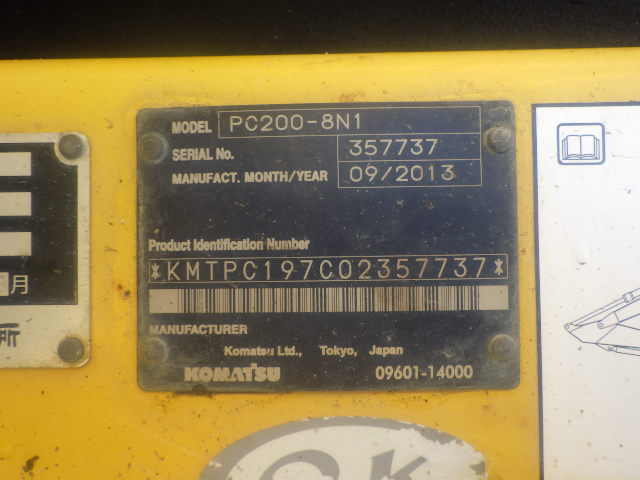 MODEL PC200-8N1
SERIAL No. 357737
MANUFACT. MONTH/YEAR 09/2013
Product Identification Number
*KMTPC197C02357737*
MANUFACTURER
Komatsu Ltd., Tokyo, Japan
KOMATSU 09601-14000
月